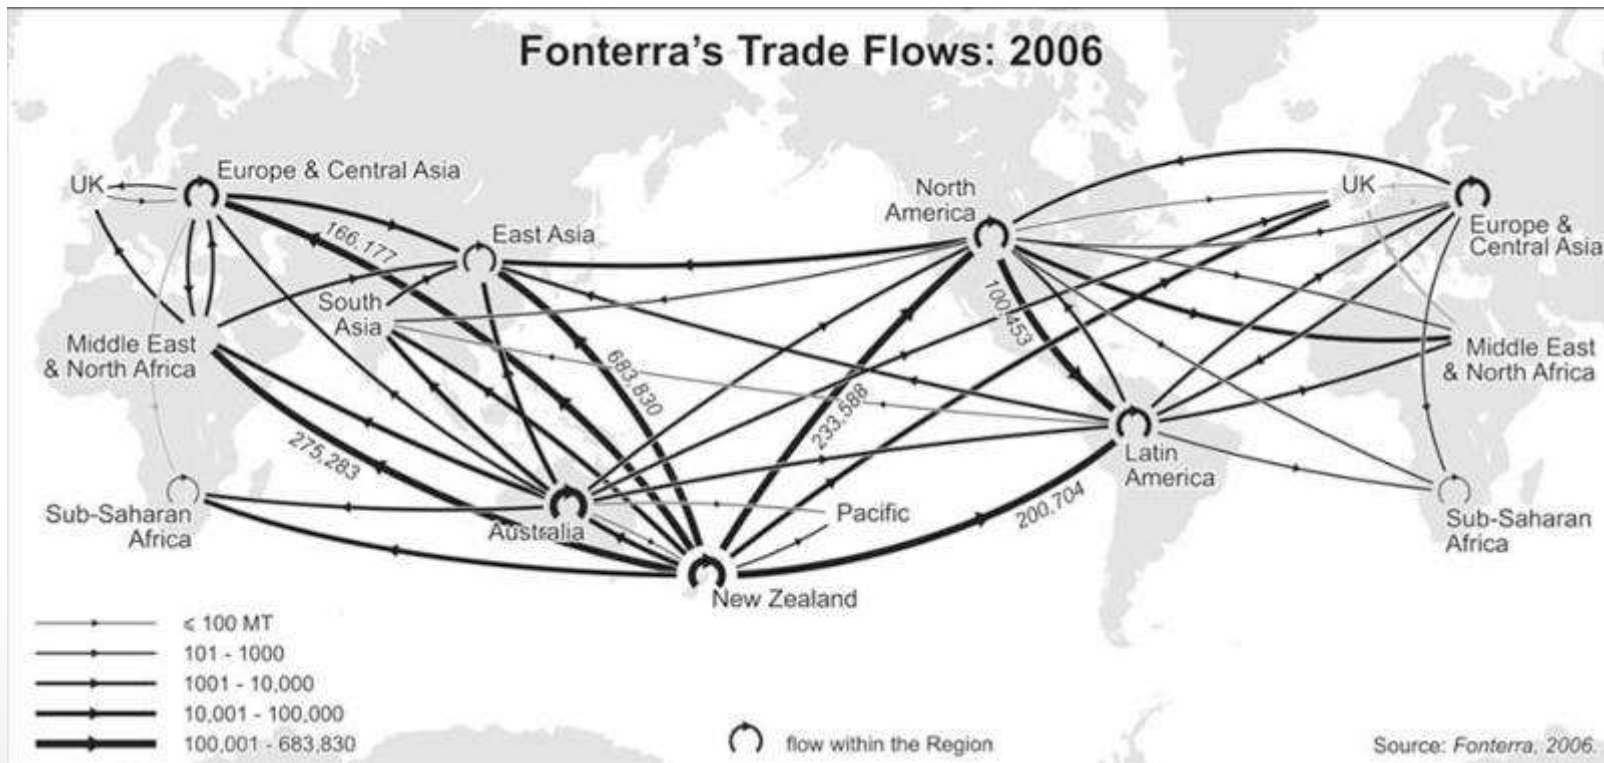 Fonterra's Trade Flows: 2006
UK
Europe & Central Asia
166,177
East Asia
South
Asia
Middle East
& North Africa
683,830
275,283
Sub-Saharan
Africa
Australia
New Zealand
Pacific
North
America
100,453
233,588
Latin
America
200,704
UK
Europe &
Central Asia
Middle East
& North Africa
Sub-Saharan
Africa
⩽ 100 MT
101 - 1000
1001 - 10,000
10,001 - 100,000
100,001 - 683,830
flow within the Region
Source: Fonterra, 2006.